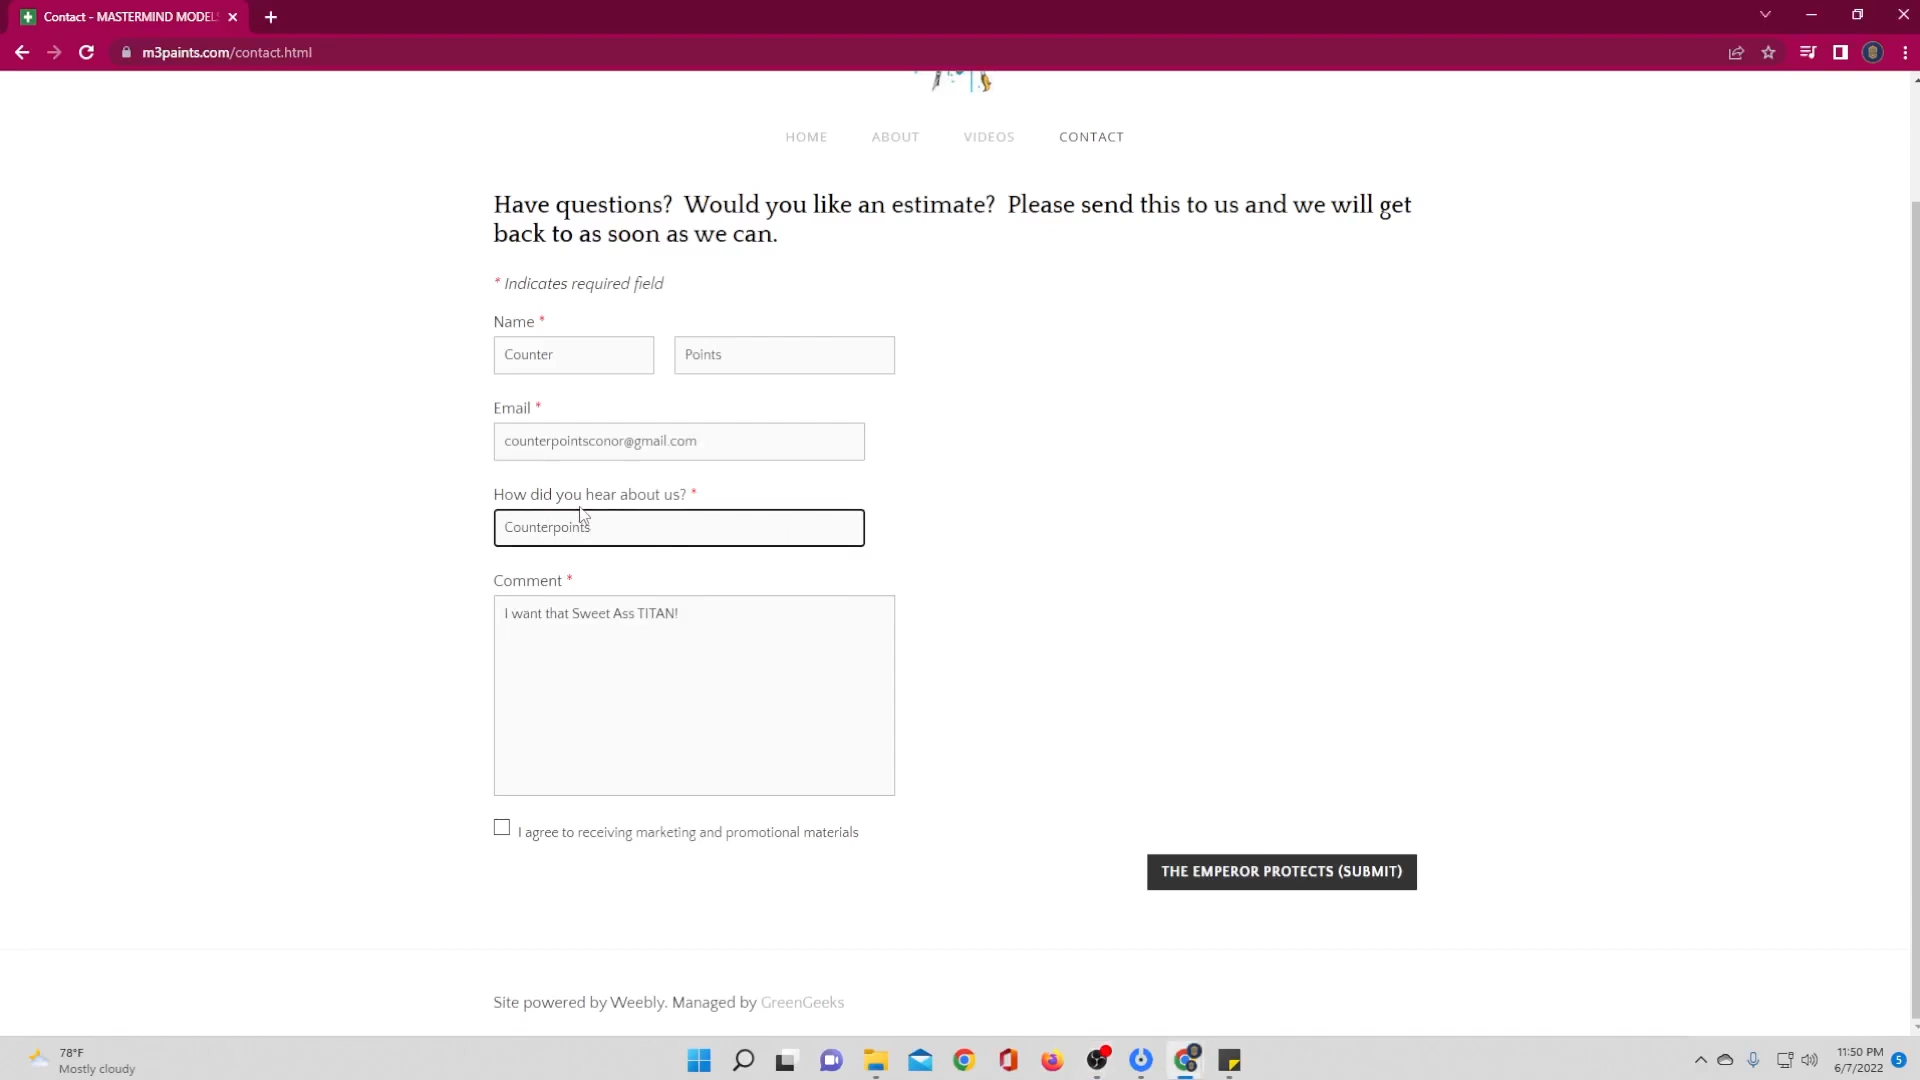 Contact - MASTERMIND MODELS
m3paints.com/contact.html
HOME ABOUT VIDEOS CONTACT
Have questions? Would you like an estimate? Please send this to us and we will get
back to as soon as we can.
* Indicates required field
Name *
Counter Points
Email *
counterpointsconor@gmail.com
How did you hear about us? *
Counterpoints
Comment *
I want that Sweet Ass TITAN!
I agree to receiving marketing and promotional materials
THE EMPEROR PROTECTS (SUBMIT)
Site powered by Weebly. Managed by GreenGeeks
78°F
Mostly cloudy
11:50 PM
6/7/2022
5